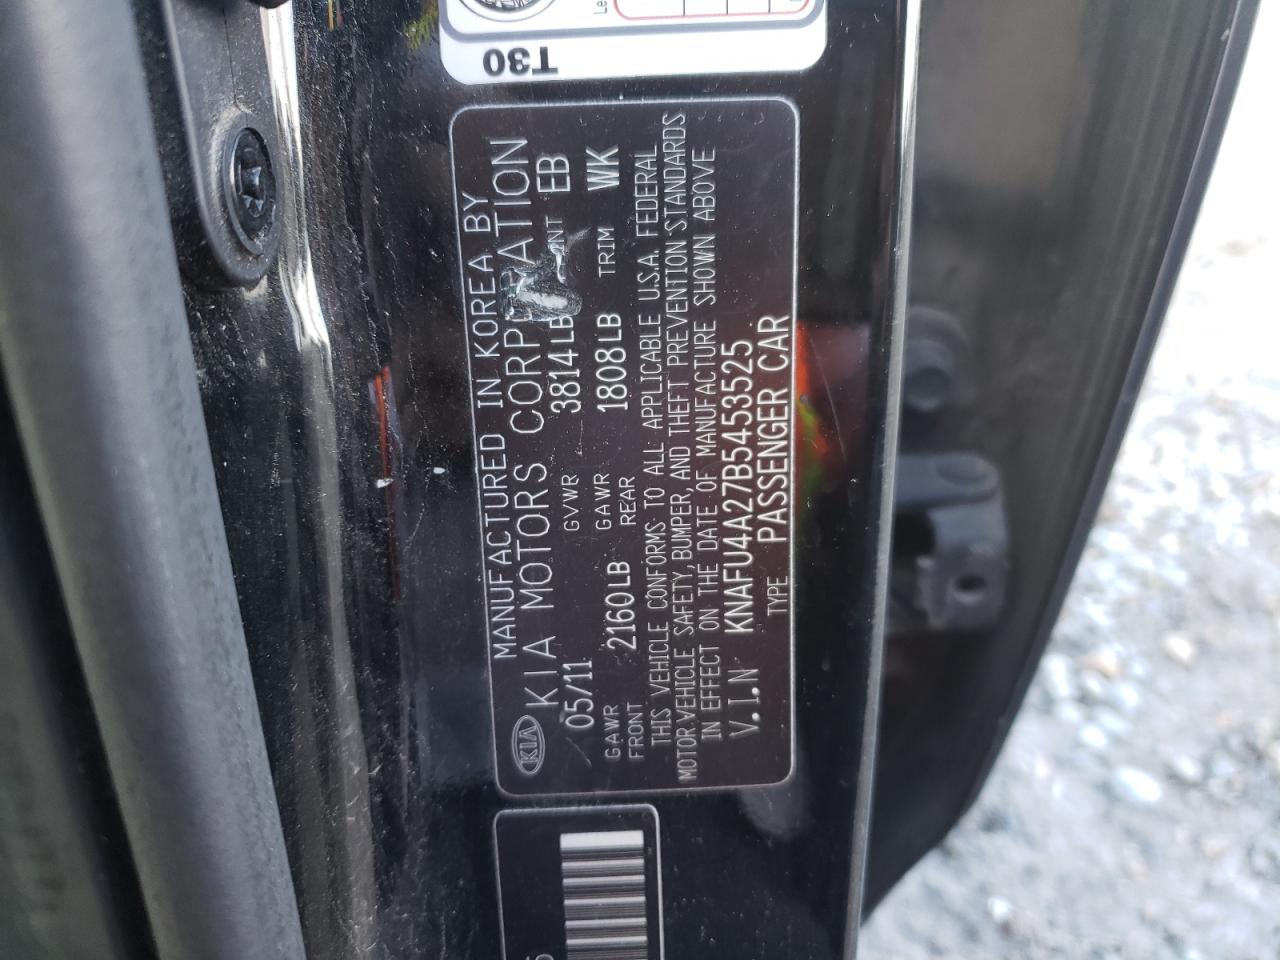 T30
MANUFACTURED IN KOREA BY
KIA KIA MOTORS CORP ATION
05/11 GVWR 3814LB NT EB
GAWR FRONT 2160LB GAWR REAR 1808LB TRIM WK
THIS VEHICLE CONFORMS TO ALL APPLICABLE U.S.A. FEDERAL
MOTOR VEHICLE SAFETY, BUMPER, AND THEFT PREVENTION STANDARDS
IN EFFECT ON THE DATE OF MANUFACTURE SHOWN ABOVE
V.I.N KNAFU4A27B5453525
TYPE PASSENGER CAR